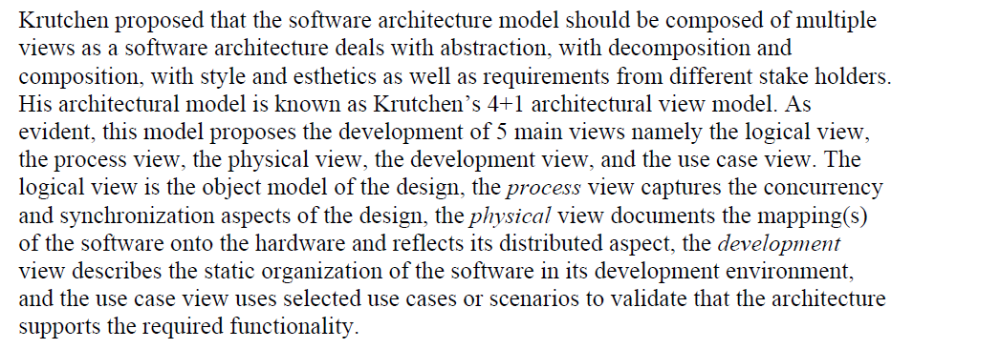 Krutchen proposed that the software architecture model should be composed of multiple
views as a software architecture deals with abstraction, with decomposition and
composition, with style and esthetics as well as requirements from different stake holders.
His architectural model is known as Krutchen’s 4+1 architectural view model. As
evident, this model proposes the development of 5 main views namely the logical view,
the process view, the physical view, the development view, and the use case view. The
logical view is the object model of the design, the process view captures the concurrency
and synchronization aspects of the design, the physical view documents the mapping(s)
of the software onto the hardware and reflects its distributed aspect, the development
view describes the static organization of the software in its development environment,
and the use case view uses selected use cases or scenarios to validate that the architecture
supports the required functionality.